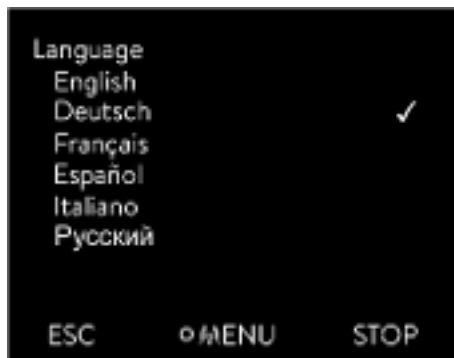 Language
English
Deutsch ✓
Français
Español
Italiano
Русский
ESC MENU STOP